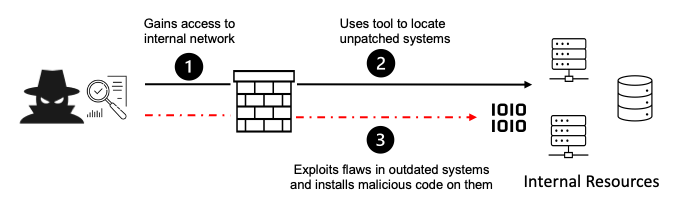 Gains access to
internal network
Uses tool to locate
unpatched systems
1
2
1010
1010
3
Exploits flaws in outdated systems
and installs malicious code on them
Internal Resources